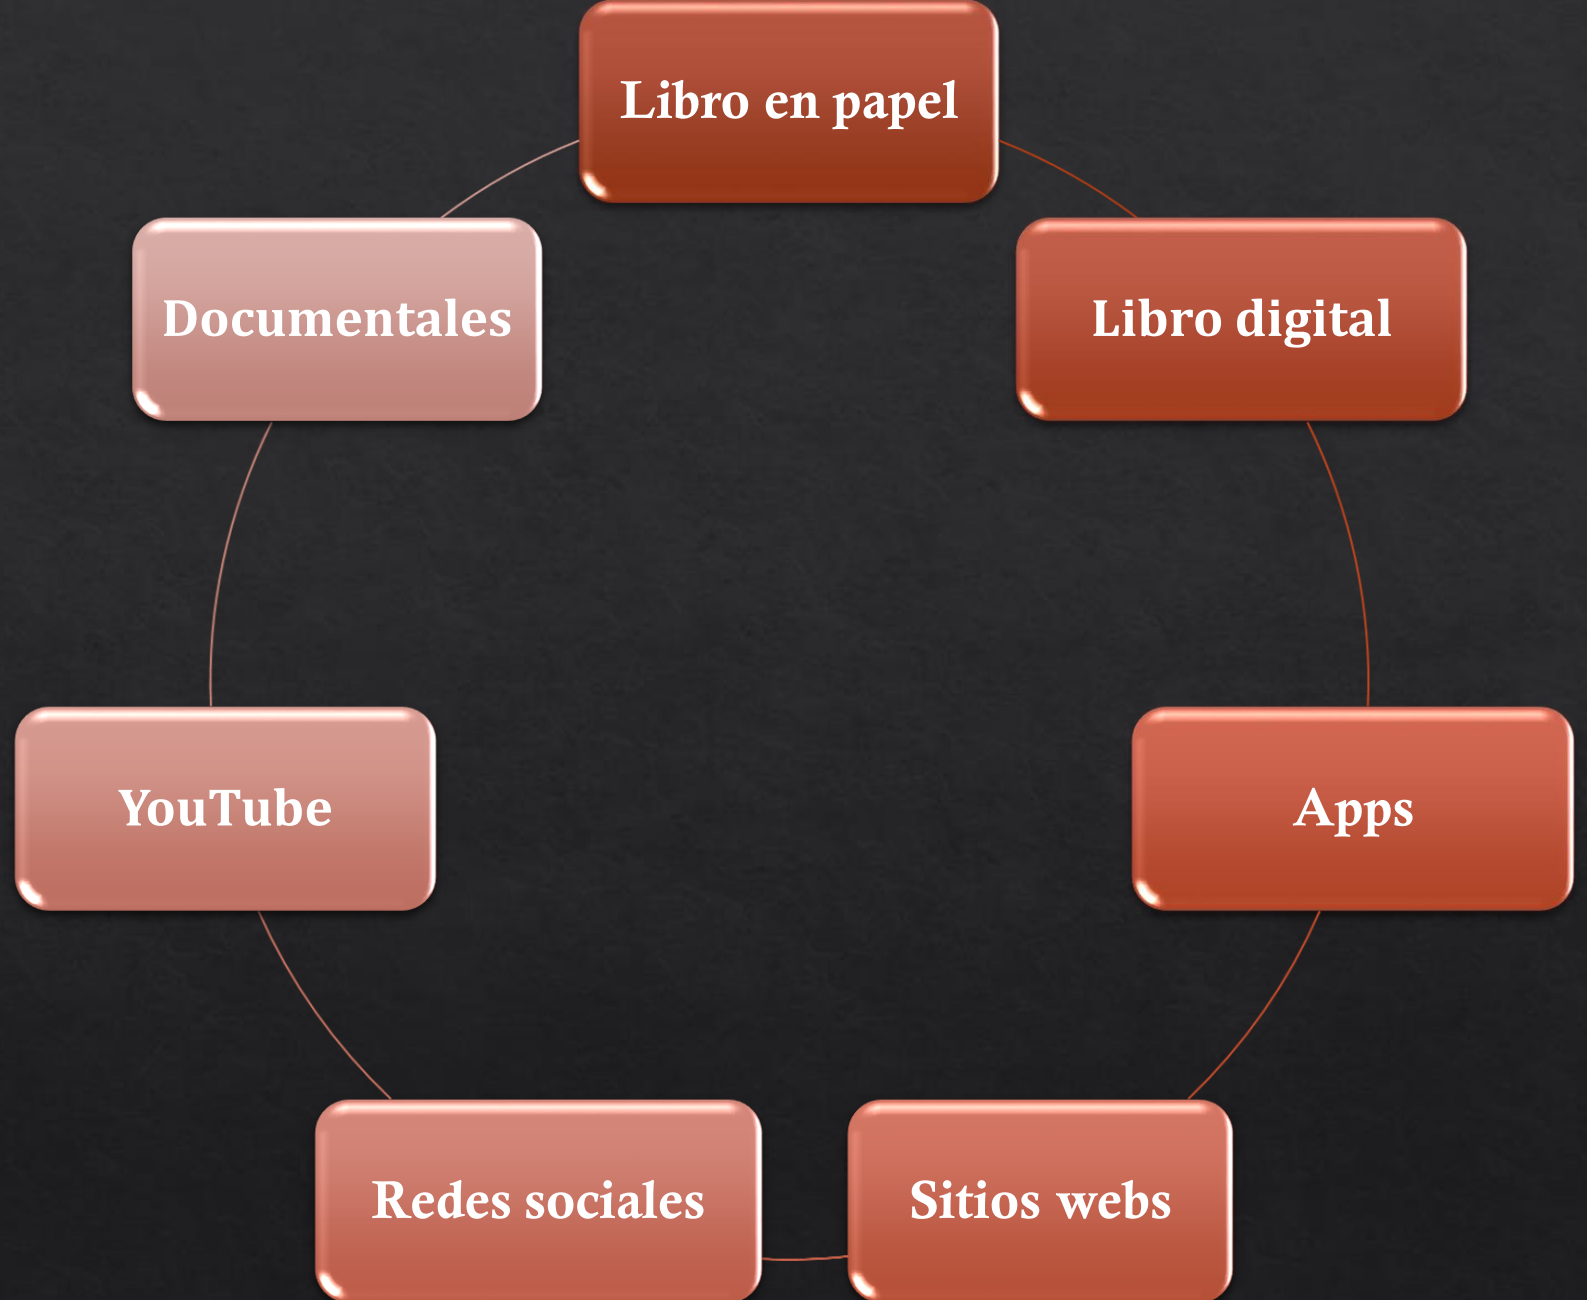 Libro en papel
Libro digital
Apps
Sitios webs
Redes sociales
YouTube
Documentales